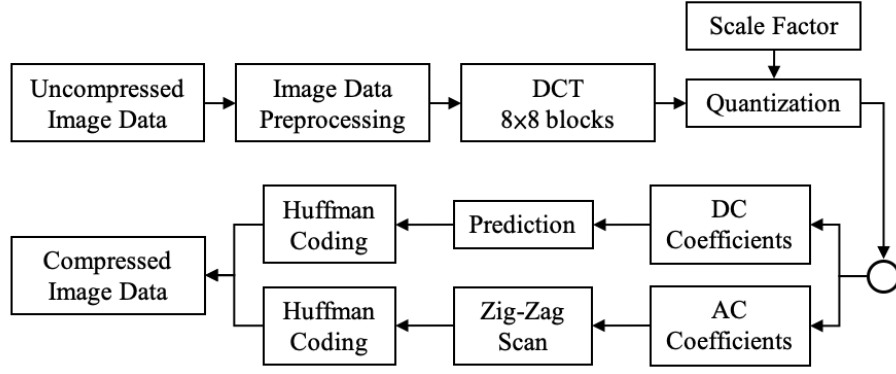 Scale Factor
Uncompressed
Image Data
Image Data
Preprocessing
DCT
8×8 blocks
Quantization
Huffman
Coding
Prediction
DC
Coefficients
Compressed
Image Data
Huffman
Coding
Zig-Zag
Scan
AC
Coefficients